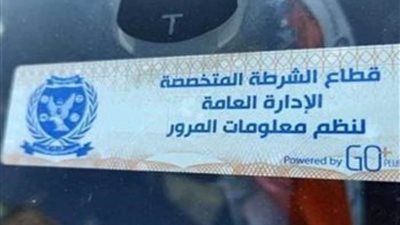 T
قطاع الشرطة المتخصصة
الإدارة العامة
لنظم معلومات المرور
Powered by GO+